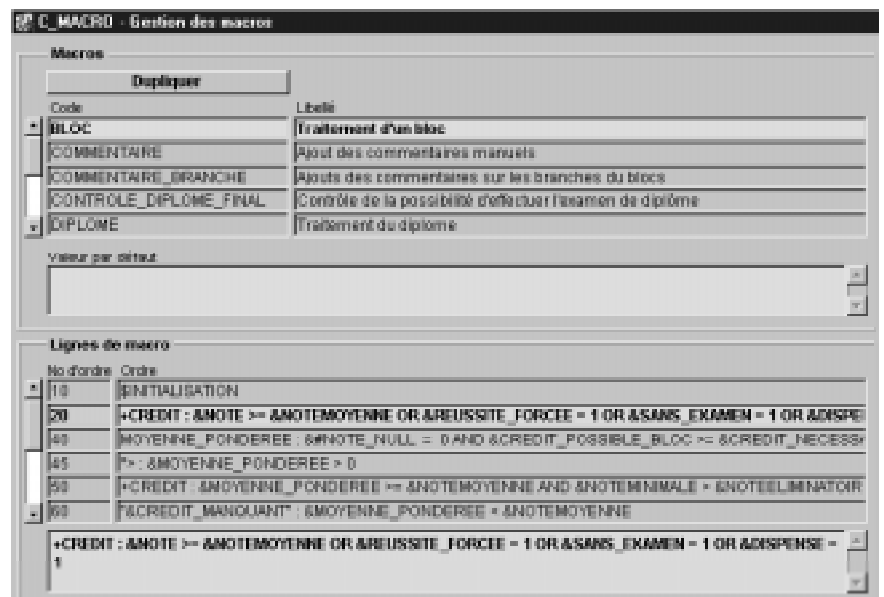 C_MACRO - Gestion des macros
Macros
Dupliquer
Code Libellé
BLOC Traitement d'un bloc
COMMENTAIRE Ajout des commentaires manuels
COMMENTAIRE_BRANCHE Ajouts des commentaires sur les branches du blocs
CONTROLE_DIPLOME_FINAL Contrôle de la possibilité d'effectuer l'examen de diplôme
DIPLOME Traitement du diplome
Valeur par défaut
Lignes de macro
No d'ordre Ordre
10 $INITIALISATION
20 +CREDIT : &NOTE >= &NOTEMOYENNE OR &REUSSITE_FORCEE = 1 OR &SANS_EXAMEN = 1 OR &DISPE
40 MOYENNE_PONDEREE : &#NOTE_NULL = 0 AND &CREDIT_POSSIBLE_BLOC >= &CREDIT_NECESS
45 ">: &MOYENNE_PONDEREE > 0
50 +CREDIT : &MOYENNE_PONDEREE >= &NOTEMOYENNE AND &NOTEMINIMALE > &NOTEELIMINATOIR
60 "&CREDIT_MANQUANT" : &MOYENNE_PONDEREE < &NOTEMOYENNE
+CREDIT : &NOTE >= &NOTEMOYENNE OR &REUSSITE_FORCEE = 1 OR &SANS_EXAMEN = 1 OR &DISPENSE =
1